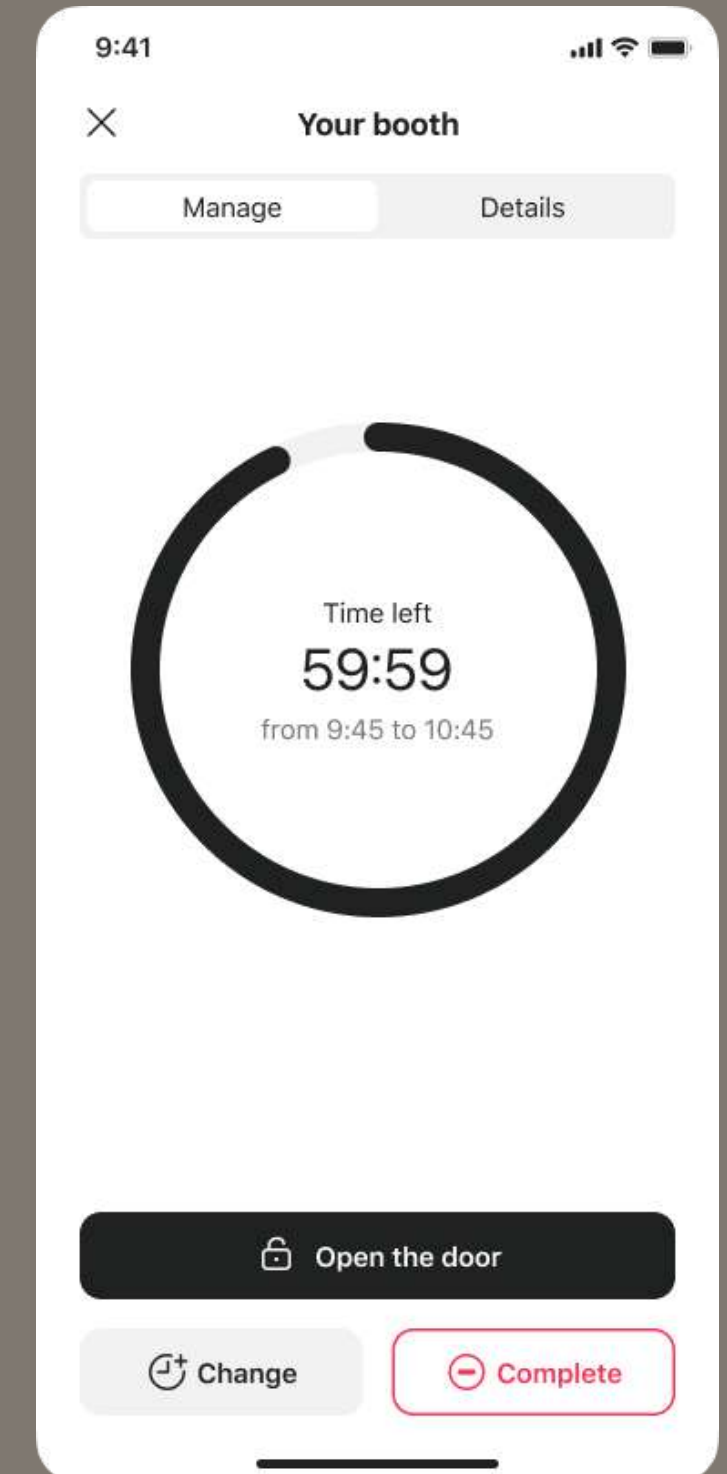 9:41
Your booth
Manage Details
Time left
59:59
from 9:45 to 10:45
Open the door
Change Complete